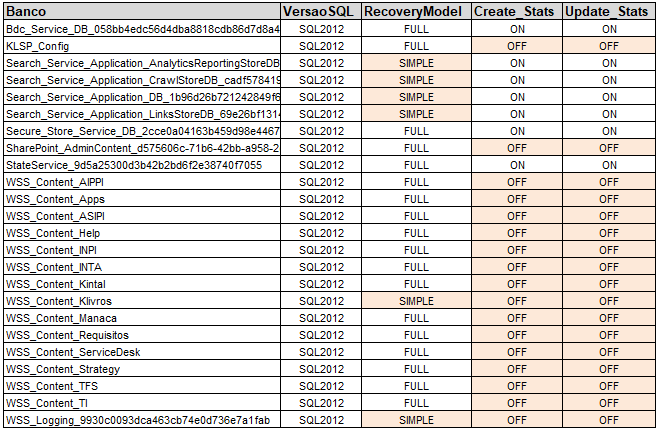 Banco VersaoSQL RecoveryModel Create_Stats Update_Stats
Bdc_Service_DB_058bb4edc56d4dba8818cdb86d7d8a4 SQL2012 FULL ON ON
KLSP_Config SQL2012 FULL OFF OFF
Search_Service_Application_AnalyticsReportingStoreDB SQL2012 SIMPLE ON ON
Search_Service_Application_CrawlStoreDB_cadf578419 SQL2012 SIMPLE ON ON
Search_Service_Application_DB_1b96d26b721242849f6 SQL2012 SIMPLE ON ON
Search_Service_Application_LinksStoreDB_69e26bf1314 SQL2012 SIMPLE ON ON
Secure_Store_Service_DB_2cce0a04163b459d98e4467 SQL2012 FULL ON ON
SharePoint_AdminContent_d575606c-71b6-42bb-a958-2 SQL2012 FULL OFF OFF
StateService_9d5a25300d3b42b2bd6f2e38740f7055 SQL2012 FULL ON ON
WSS_Content_AIPPI SQL2012 FULL OFF OFF
WSS_Content_Apps SQL2012 FULL OFF OFF
WSS_Content_ASIPI SQL2012 FULL OFF OFF
WSS_Content_Help SQL2012 FULL OFF OFF
WSS_Content_INPI SQL2012 FULL OFF OFF
WSS_Content_INTA SQL2012 FULL OFF OFF
WSS_Content_Kintal SQL2012 FULL OFF OFF
WSS_Content_Klivros SQL2012 SIMPLE OFF OFF
WSS_Content_Manaca SQL2012 FULL OFF OFF
WSS_Content_Requisitos SQL2012 FULL OFF OFF
WSS_Content_ServiceDesk SQL2012 FULL OFF OFF
WSS_Content_Strategy SQL2012 FULL OFF OFF
WSS_Content_TFS SQL2012 FULL OFF OFF
WSS_Content_TI SQL2012 FULL OFF OFF
WSS_Logging_9930c0093dca463cb74e0d736e7a1fab SQL2012 SIMPLE OFF OFF